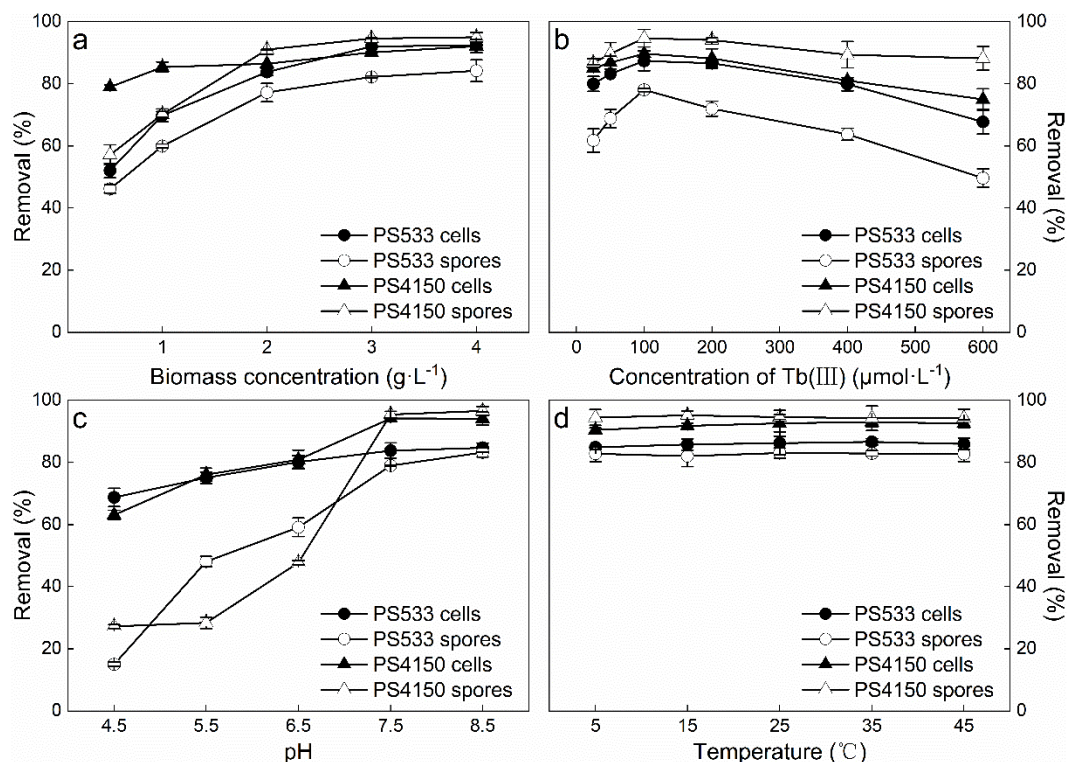 a
100
80
60
40
20
0
Removal (%)
PS533 cells
PS533 spores
PS4150 cells
PS4150 spores
1 2 3 4
Biomass concentration (g·L⁻¹)
b
100
80
60
40
20
0
Removal (%)
PS533 cells
PS533 spores
PS4150 cells
PS4150 spores
0 100 200 300 400 500 600
Concentration of Tb(III) (μmol·L⁻¹)
c
100
80
60
40
20
0
Removal (%)
PS533 cells
PS533 spores
PS4150 cells
PS4150 spores
4.5 5.5 6.5 7.5 8.5
pH
d
100
80
60
40
20
0
Removal (%)
PS533 cells
PS533 spores
PS4150 cells
PS4150 spores
5 15 25 35 45
Temperature (℃)